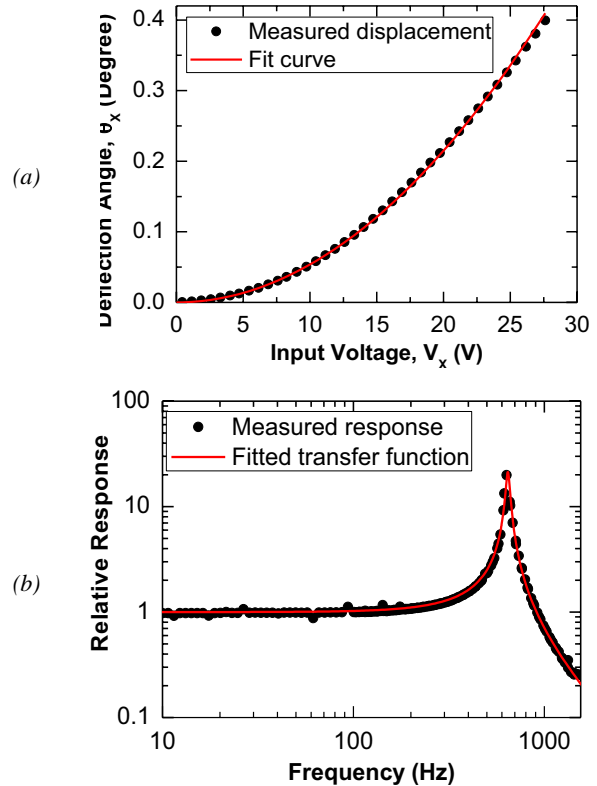 (a)
Deflection Angle, θx (Degree)
0.4
0.3
0.2
0.1
0.0
Measured displacement
Fit curve
0 5 10 15 20 25 30
Input Voltage, Vx (V)
(b)
Relative Response
100
10
1
0.1
Measured response
Fitted transfer function
10 100 1000
Frequency (Hz)